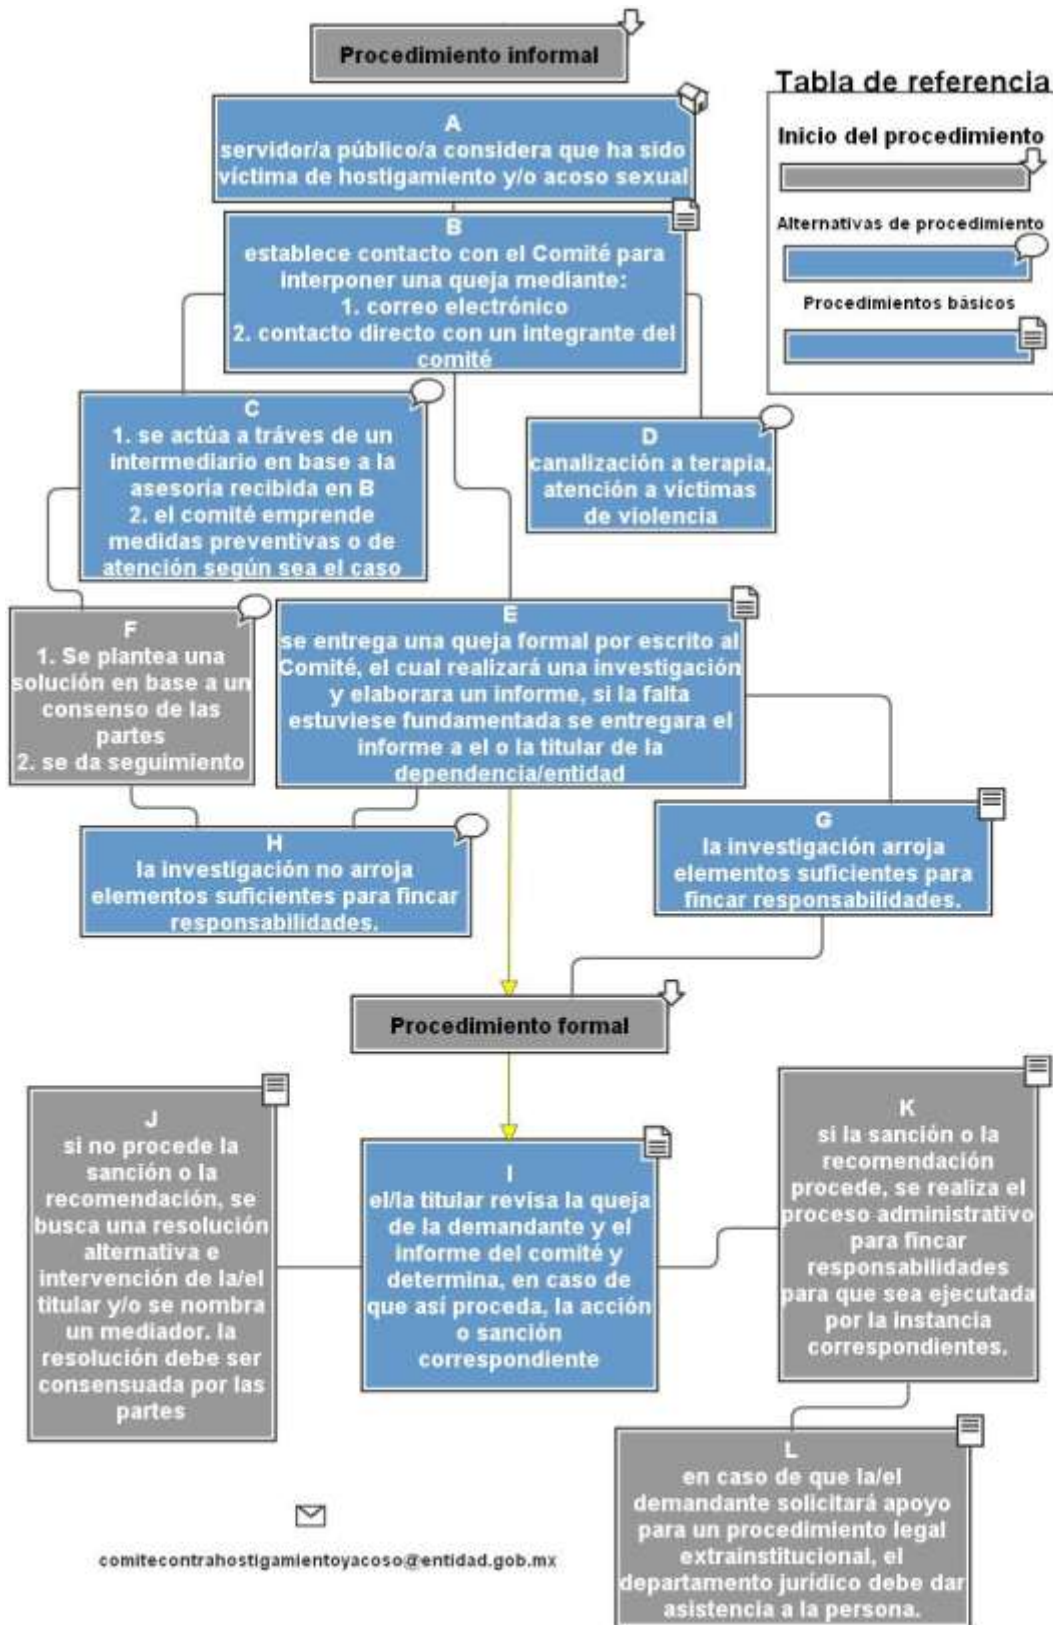 Procedimiento informal
Tabla de referencia
Inicio del procedimiento
Alternativas de procedimiento
Procedimientos básicos
A
servidor/a público/a considera que ha sido
víctima de hostigamiento y/o acoso sexual
B
establece contacto con el Comité para
interponer una queja mediante:
1. correo electrónico
2. contacto directo con un integrante del
comité
C
1. se actúa a tráves de un
intermediario en base a la
asesoría recibida en B
2. el comité emprende
medidas preventivas o de
atención según sea el caso
D
canalización a terapia,
atención a víctimas
de violencia
F
1. Se plantea una
solución en base a un
consenso de las
partes
2. se da seguimiento
E
se entrega una queja formal por escrito al
Comité, el cual realizará una investigación
y elaborara un informe, si la falta
estuviese fundamentada se entregara el
informe a el o la titular de la
dependencia/entidad
H
la investigación no arroja
elementos suficientes para fincar
responsabilidades.
G
la investigación arroja
elementos suficientes para
fincar responsabilidades.
Procedimiento formal
J
si no procede la
sanción o la
recomendación, se
busca una resolución
alternativa e
intervención de la/el
titular y/o se nombra
un mediador. la
resolución debe ser
consensuada por las
partes
I
el/la titular revisa la queja
de la demandante y el
informe del comité y
determina, en caso de
que así proceda, la acción
o sanción
correspondiente
K
si la sanción o la
recomendación
procede, se realiza el
proceso administrativo
para fincar
responsabilidades
para que sea ejecutada
por la instancia
correspondientes.
L
en caso de que la/el
demandante solicitará apoyo
para un procedimiento legal
extrainstitucional, el
departamento jurídico debe dar
asistencia a la persona.
comitecontrahostigamientoyacoso@entidad.gob.mx